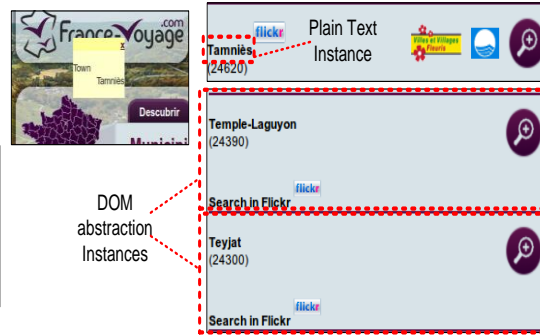 France-Voyage
.com
x
Town
Tamniès
Descubrir
flickr
Tamniès
(24620)
Plain Text
Instance
Villes et Villages
Fleuris
Temple-Laguyon
(24390)
flickr
Search in Flickr
DOM
abstraction
Instances
Teyjat
(24300)
flickr
Search in Flickr